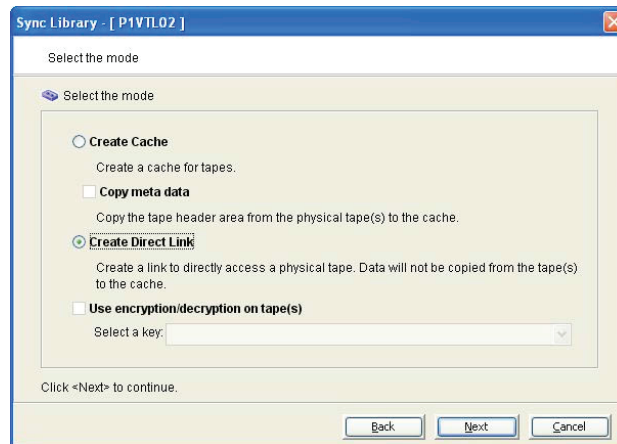 Sync Library - [ P1VTL02 ]
Select the mode
Select the mode
Create Cache
Create a cache for tapes.
Copy meta data
Copy the tape header area from the physical tape(s) to the cache.
Create Direct Link
Create a link to directly access a physical tape. Data will not be copied from the tape(s)
to the cache.
Use encryption/decryption on tape(s)
Select a key:
Click <Next> to continue.
Back Next Cancel